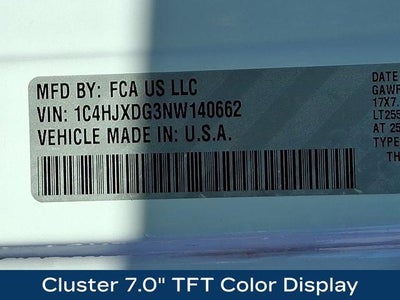 MFD BY: FCA US LLC
VIN: 1C4HJXDG3NW140662
VEHICLE MADE IN: U.S.A.
DATE
GAWR
17X7.
LT255
AT 25
TYPE
TH
Cluster 7.0" TFT Color Display